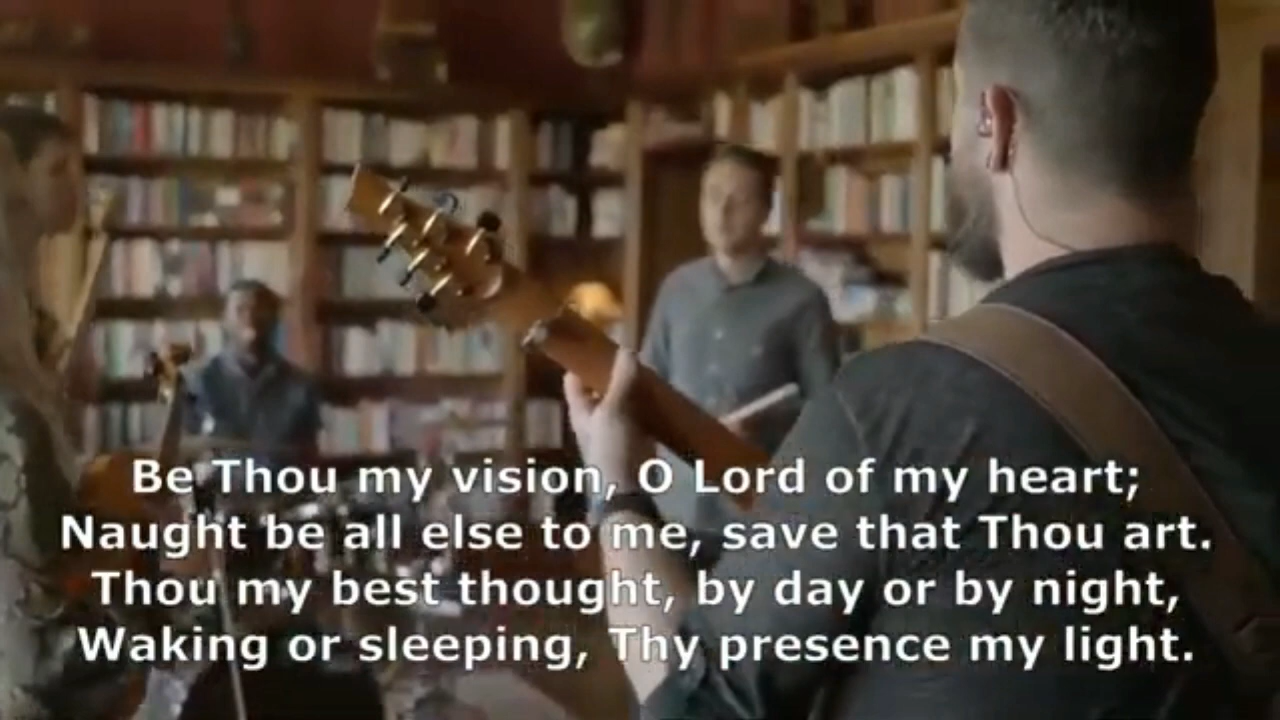 Be Thou my vision, O Lord of my heart;
Naught be all else to me, save that Thou art.
Thou my best thought, by day or by night,
Waking or sleeping, Thy presence my light.